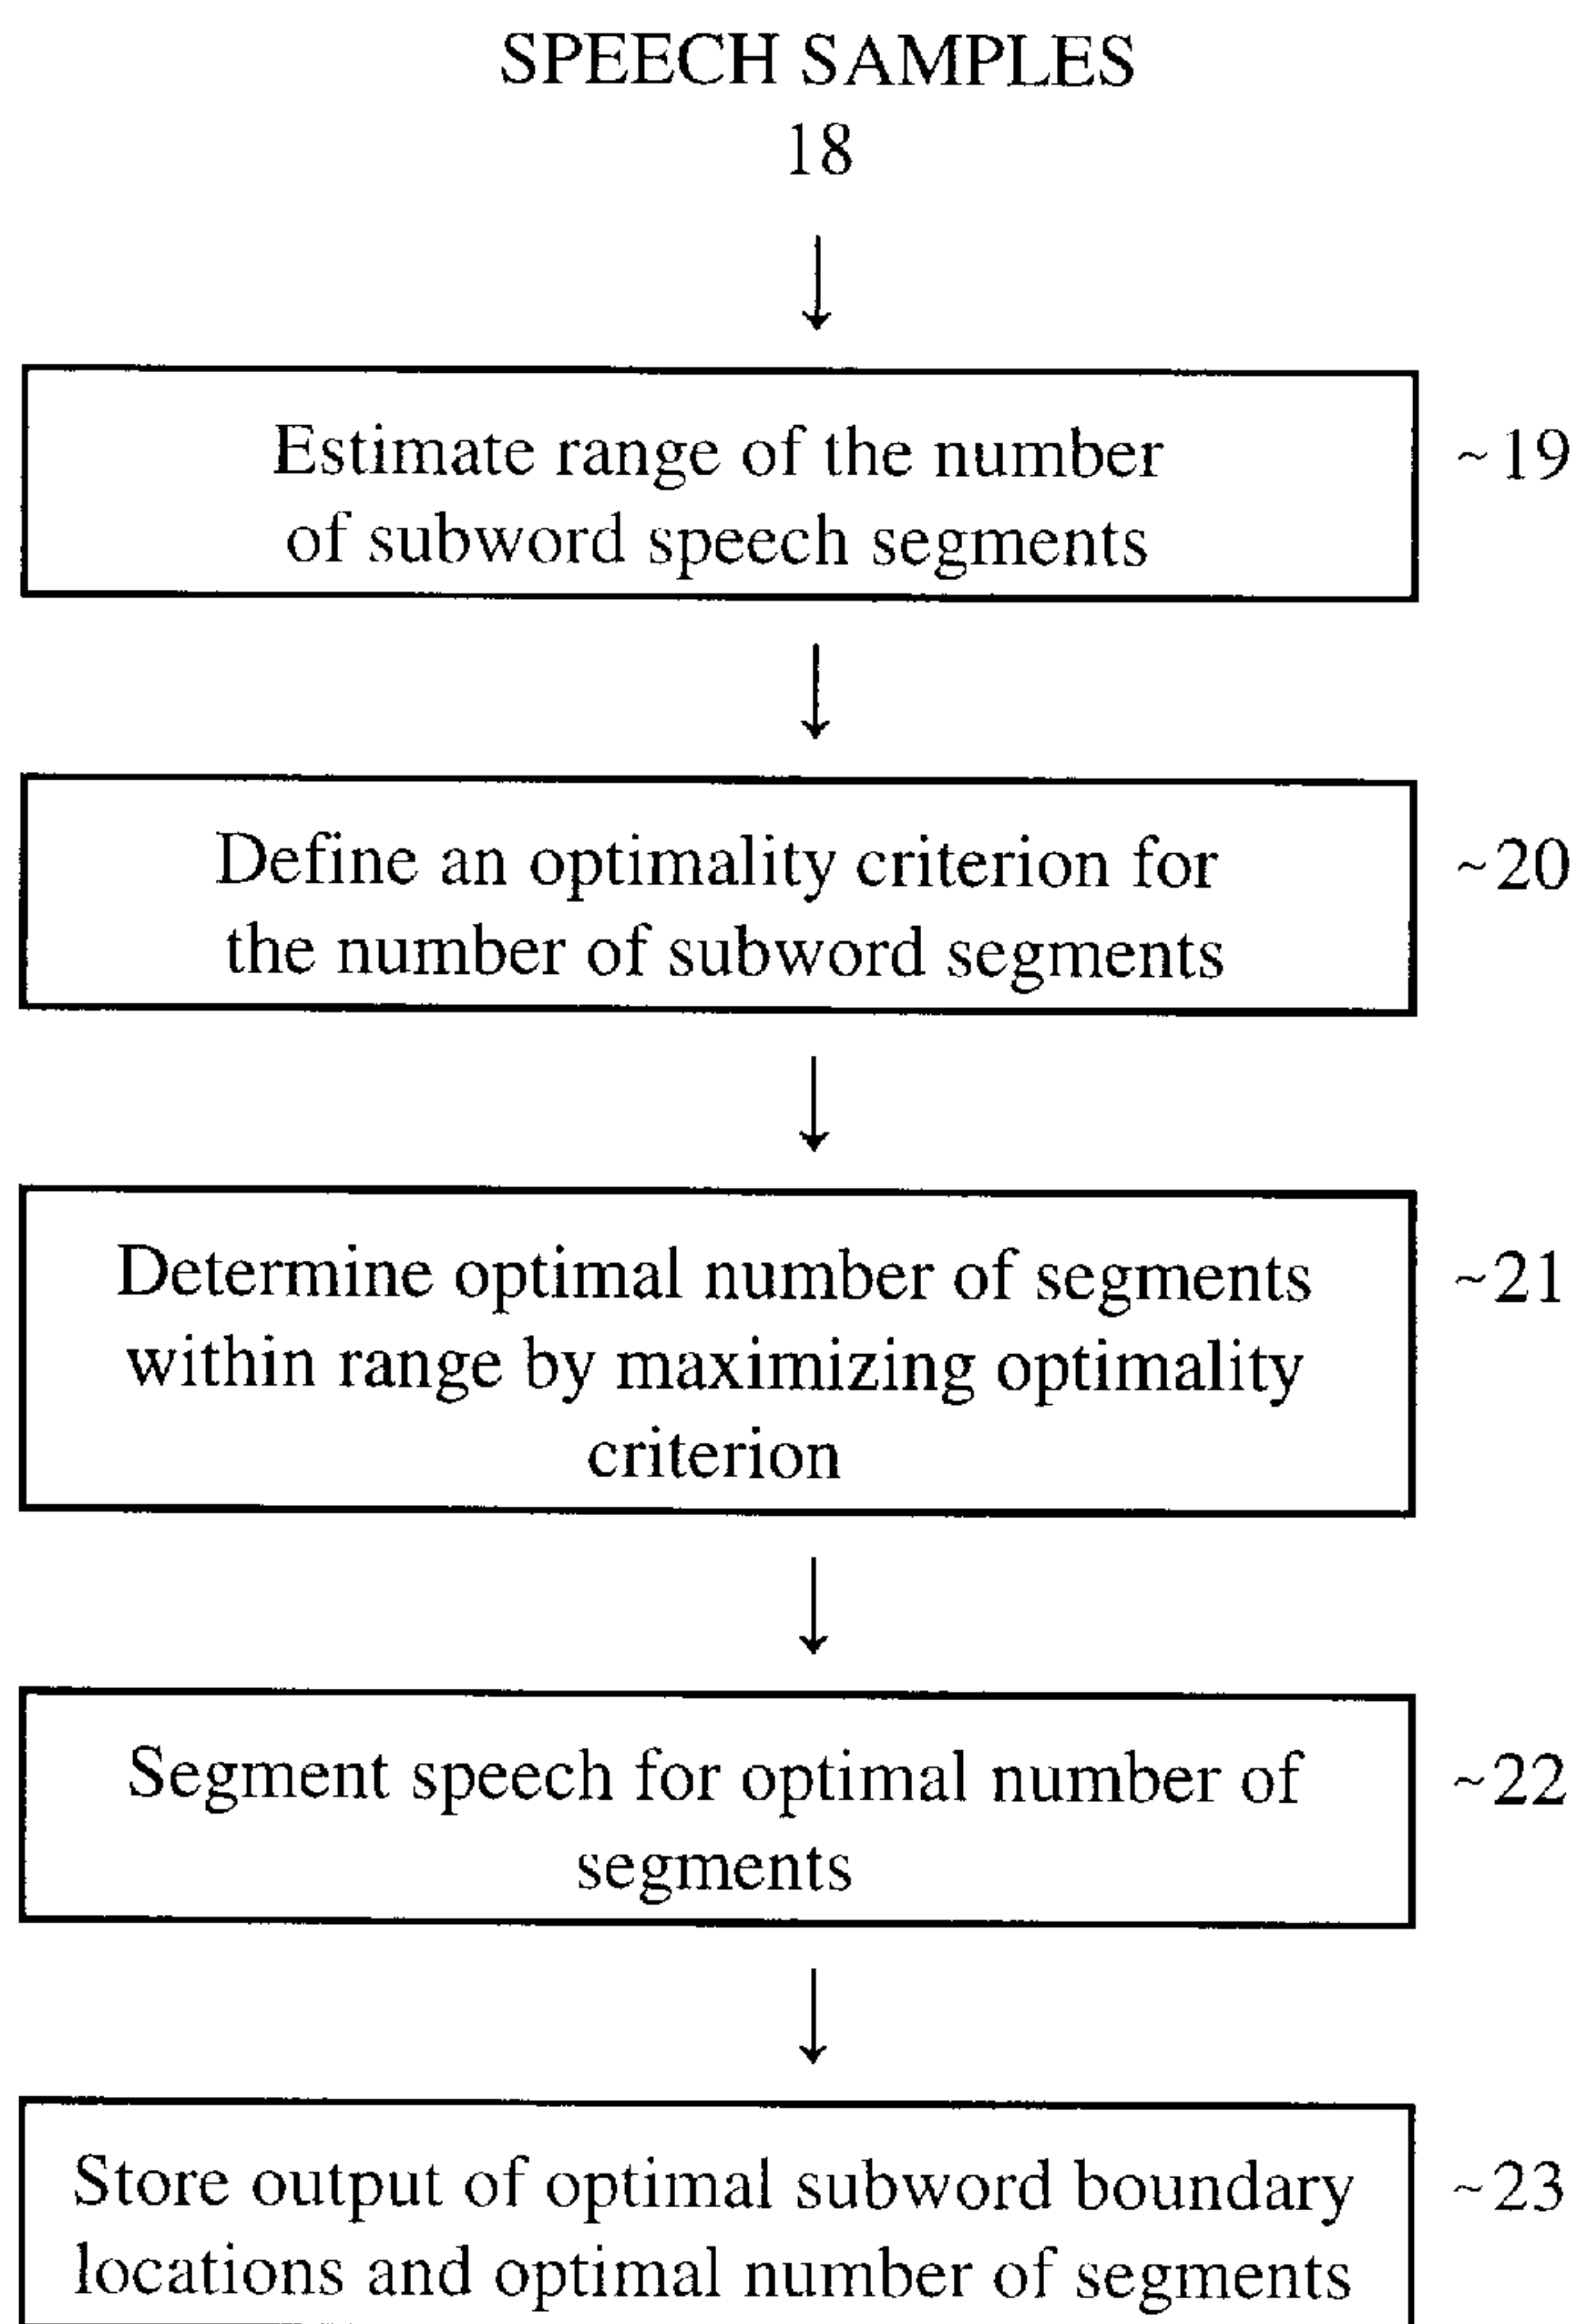 SPEECH SAMPLES
18
Estimate range of the number
of subword speech segments
~19
Define an optimality criterion for
the number of subword segments
~20
Determine optimal number of segments
within range by maximizing optimality
criterion
~21
Segment speech for optimal number of
segments
~22
Store output of optimal subword boundary
locations and optimal number of segments
~23